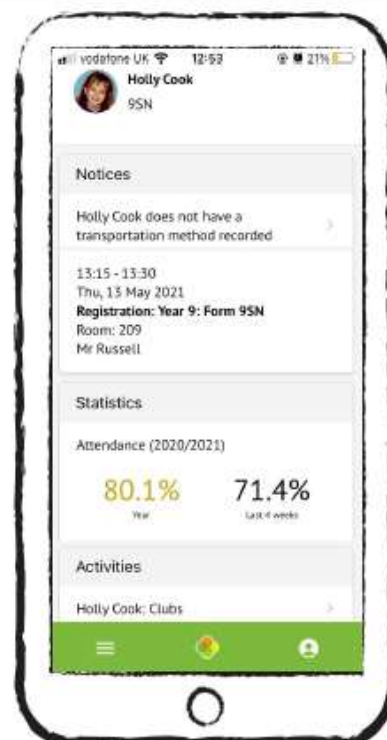 vodafone UK 12:53 21%
Holly Cook
9SN
Notices
Holly Cook does not have a
transportation method recorded
13:15 - 13:30
Thu, 13 May 2021
Registration: Year 9: Form 9SN
Room: 209
Mr Russell
Statistics
Attendance (2020/2021)
80.1% 71.4%
Year Last 4 weeks
Activities
Holly Cook: Clubs